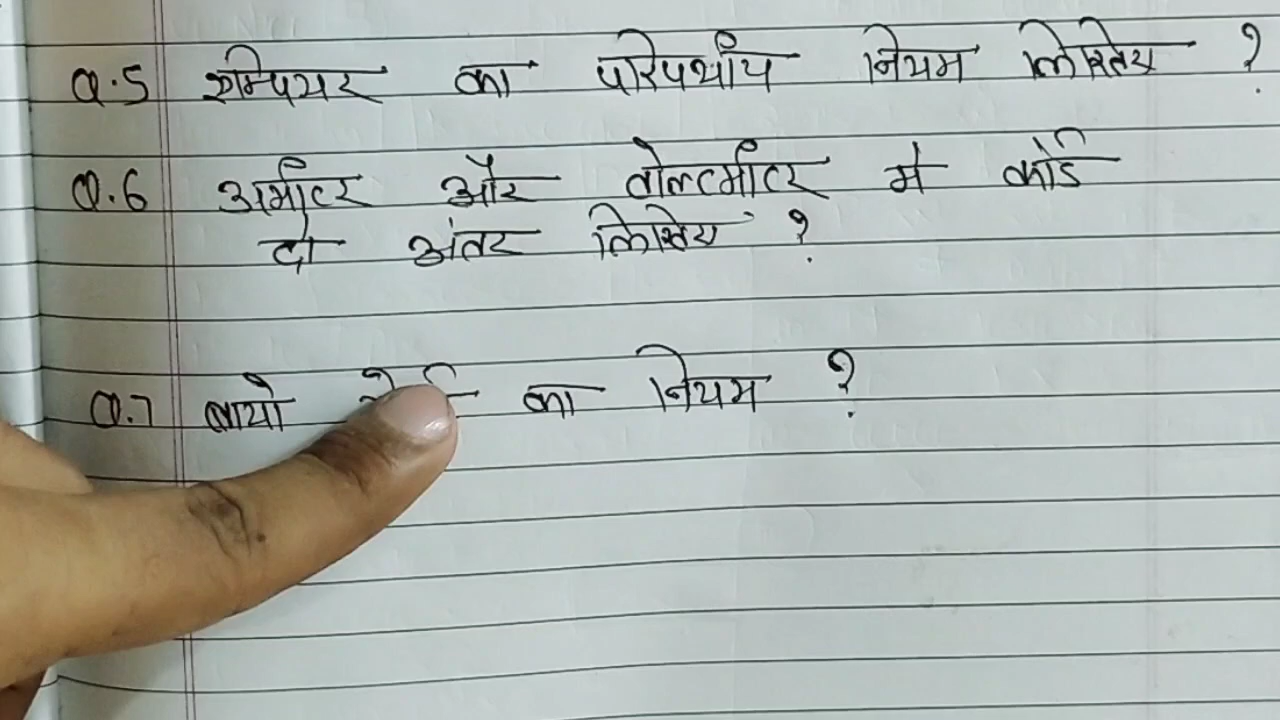 Q.5 एम्पियर का परिपथीय नियम लिखिये ?
Q.6 अमीटर और वोल्टमीटर में कोई
दो अंतर लिखिये ?
Q.7 बायो का नियम ?